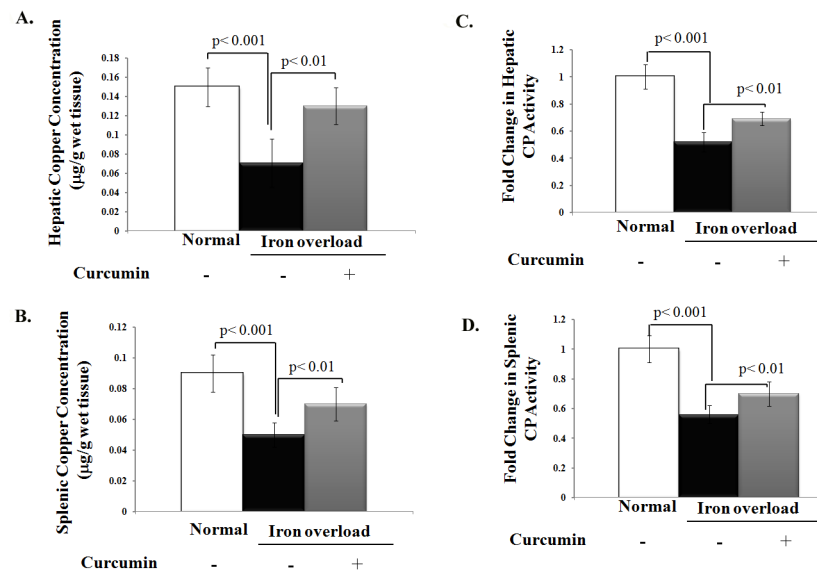 A.
Hepatic Copper Concentration
(µg/g wet tissue)
0.18
0.16
0.14
0.12
0.1
0.08
0.06
0.04
0.02
0
p< 0.001
p< 0.01
Normal
Iron overload
Curcumin
-
-
+
B.
Splenic Copper Concentration
(µg/g wet tissue)
0.12
0.1
0.08
0.06
0.04
0.02
0
p< 0.001
p< 0.01
Normal
Iron overload
Curcumin
-
-
+
C.
Fold Change in Hepatic
CP Activity
1.2
1
0.8
0.6
0.4
0.2
0
p< 0.001
p< 0.01
Normal
Iron overload
Curcumin
-
-
+
D.
Fold Change in Splenic
CP Activity
1.2
1
0.8
0.6
0.4
0.2
0
p< 0.001
p< 0.01
Normal
Iron overload
Curcumin
-
-
+